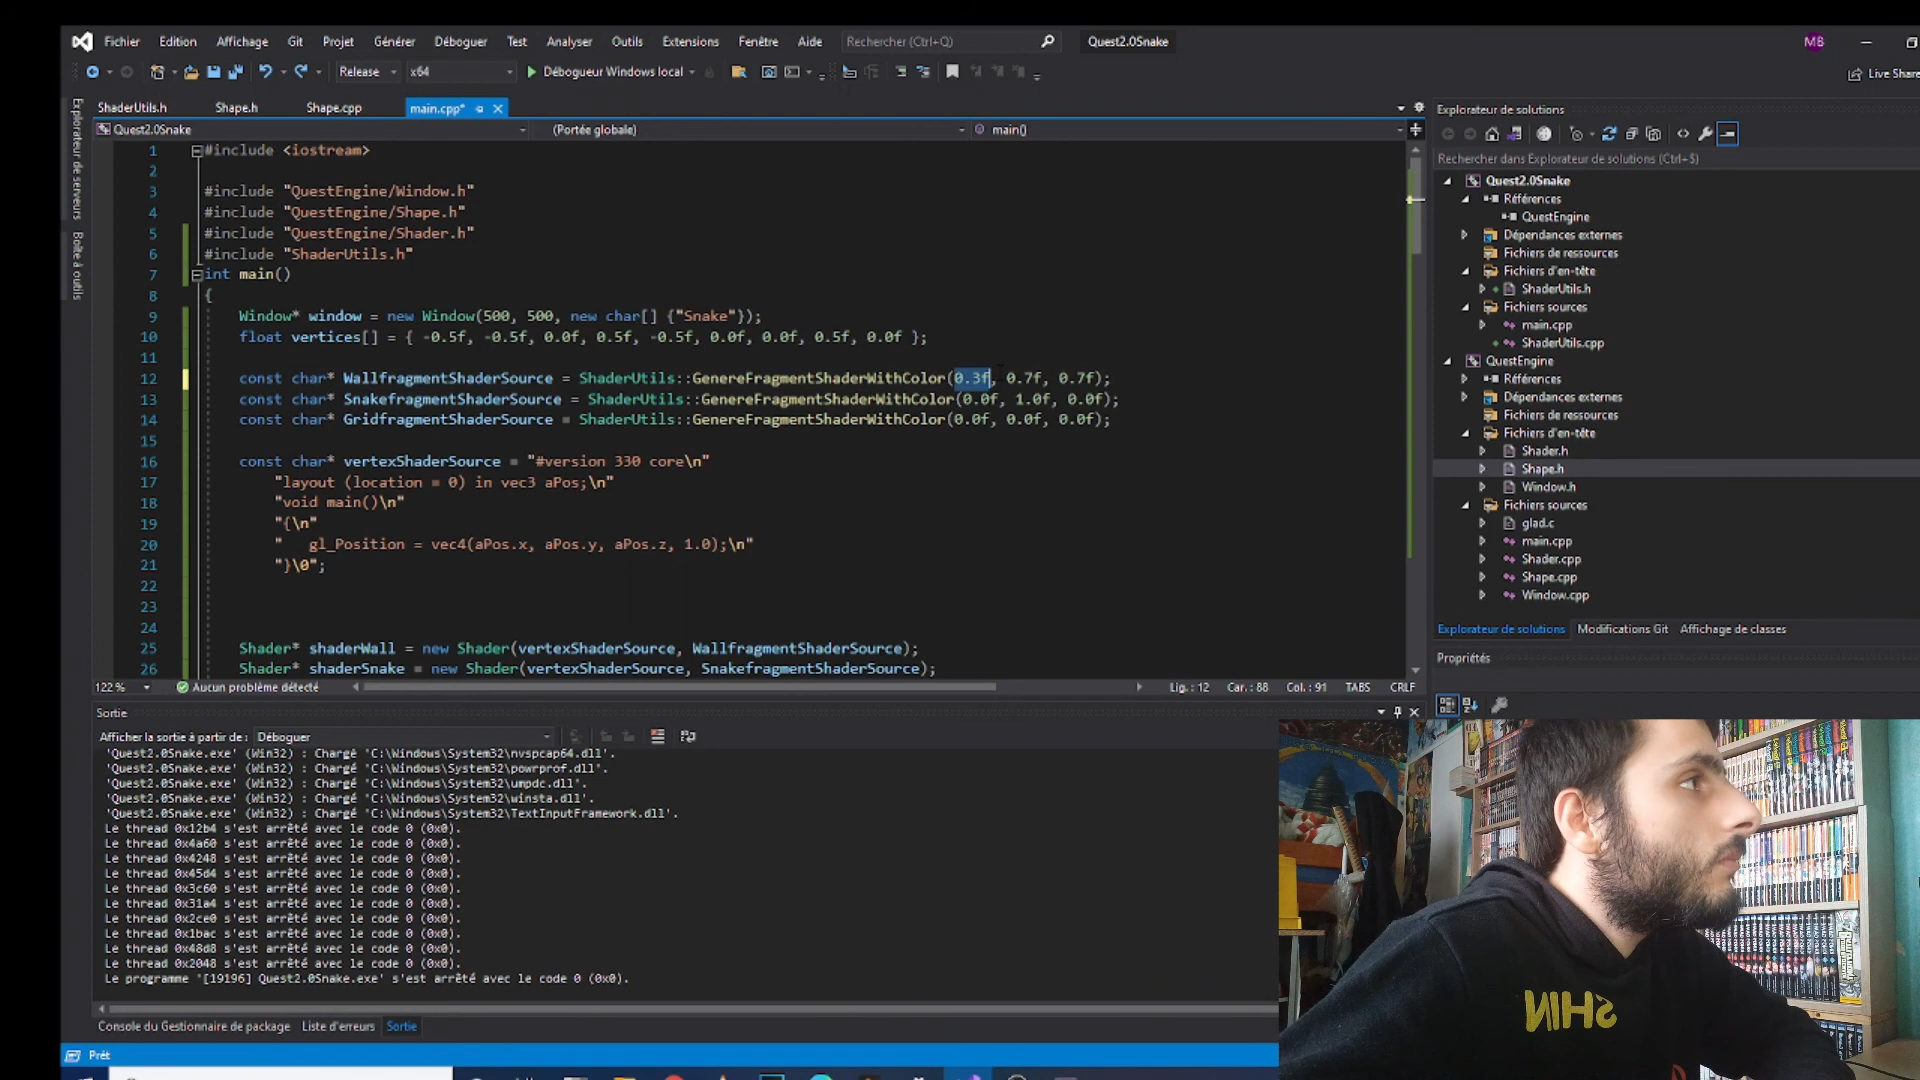 Fichier Edition Affichage Git Projet Générer Déboguer Test Analyser Outils Extensions Fenêtre Aide Rechercher (Ctrl+Q) Quest2.0Snake MB
Release x64 Débogueur Windows local Live Share
Explorateur de serveurs
Boîte à outils
ShaderUtils.h Shape.h Shape.cpp main.cpp*
Quest2.0Snake (Portée globale) main()
1 #include <iostream>
2
3 #include "QuestEngine/Window.h"
4 #include "QuestEngine/Shape.h"
5 #include "QuestEngine/Shader.h"
6 #include "ShaderUtils.h"
7 int main()
8 {
9 Window* window = new Window(500, 500, new char[] {"Snake"});
10 float vertices[] = { -0.5f, -0.5f, 0.0f, 0.5f, -0.5f, 0.0f, 0.0f, 0.5f, 0.0f };
11
12 const char* WallfragmentShaderSource = ShaderUtils::GenereFragmentShaderWithColor(0.3f, 0.7f, 0.7f);
13 const char* SnakefragmentShaderSource = ShaderUtils::GenereFragmentShaderWithColor(0.0f, 1.0f, 0.0f);
14 const char* GridfragmentShaderSource = ShaderUtils::GenereFragmentShaderWithColor(0.0f, 0.0f, 0.0f);
15
16 const char* vertexShaderSource = "#version 330 core\n"
17 "layout (location = 0) in vec3 aPos;\n"
18 "void main()\n"
19 "{\n"
20 " gl_Position = vec4(aPos.x, aPos.y, aPos.z, 1.0);\n"
21 "}\0";
22
23
24
25 Shader* shaderWall = new Shader(vertexShaderSource, WallfragmentShaderSource);
26 Shader* shaderSnake = new Shader(vertexShaderSource, SnakefragmentShaderSource);
122 % Aucun problème détecté Lig. : 12 Car. : 88 Col. : 91 TABS CRLF
Explorateur de solutions
Rechercher dans Explorateur de solutions (Ctrl+$)
Quest2.0Snake
Références
QuestEngine
Dépendances externes
Fichiers de ressources
Fichiers d'en-tête
ShaderUtils.h
Fichiers sources
main.cpp
ShaderUtils.cpp
QuestEngine
Références
Dépendances externes
Fichiers de ressources
Fichiers d'en-tête
Shader.h
Shape.h
Window.h
Fichiers sources
glad.c
main.cpp
Shader.cpp
Shape.cpp
Window.cpp
Explorateur de solutions Modifications Git Affichage de classes
Propriétés
Sortie
Afficher la sortie à partir de : Déboguer
'Quest2.0Snake.exe' (Win32) : Chargé 'C:\Windows\System32\nvspcap64.dll'.
'Quest2.0Snake.exe' (Win32) : Chargé 'C:\Windows\System32\powrprof.dll'.
'Quest2.0Snake.exe' (Win32) : Chargé 'C:\Windows\System32\umpdc.dll'.
'Quest2.0Snake.exe' (Win32) : Chargé 'C:\Windows\System32\winsta.dll'.
'Quest2.0Snake.exe' (Win32) : Chargé 'C:\Windows\System32\TextInputFramework.dll'.
Le thread 0x12b4 s'est arrêté avec le code 0 (0x0).
Le thread 0x4a60 s'est arrêté avec le code 0 (0x0).
Le thread 0x4248 s'est arrêté avec le code 0 (0x0).
Le thread 0x45d4 s'est arrêté avec le code 0 (0x0).
Le thread 0x3c60 s'est arrêté avec le code 0 (0x0).
Le thread 0x31a4 s'est arrêté avec le code 0 (0x0).
Le thread 0x2ce0 s'est arrêté avec le code 0 (0x0).
Le thread 0x1bac s'est arrêté avec le code 0 (0x0).
Le thread 0x48d8 s'est arrêté avec le code 0 (0x0).
Le thread 0x2048 s'est arrêté avec le code 0 (0x0).
Le programme '[19196] Quest2.0Snake.exe' s'est arrêté avec le code 0 (0x0).
Console du Gestionnaire de package Liste d'erreurs Sortie
Prêt
SHIN